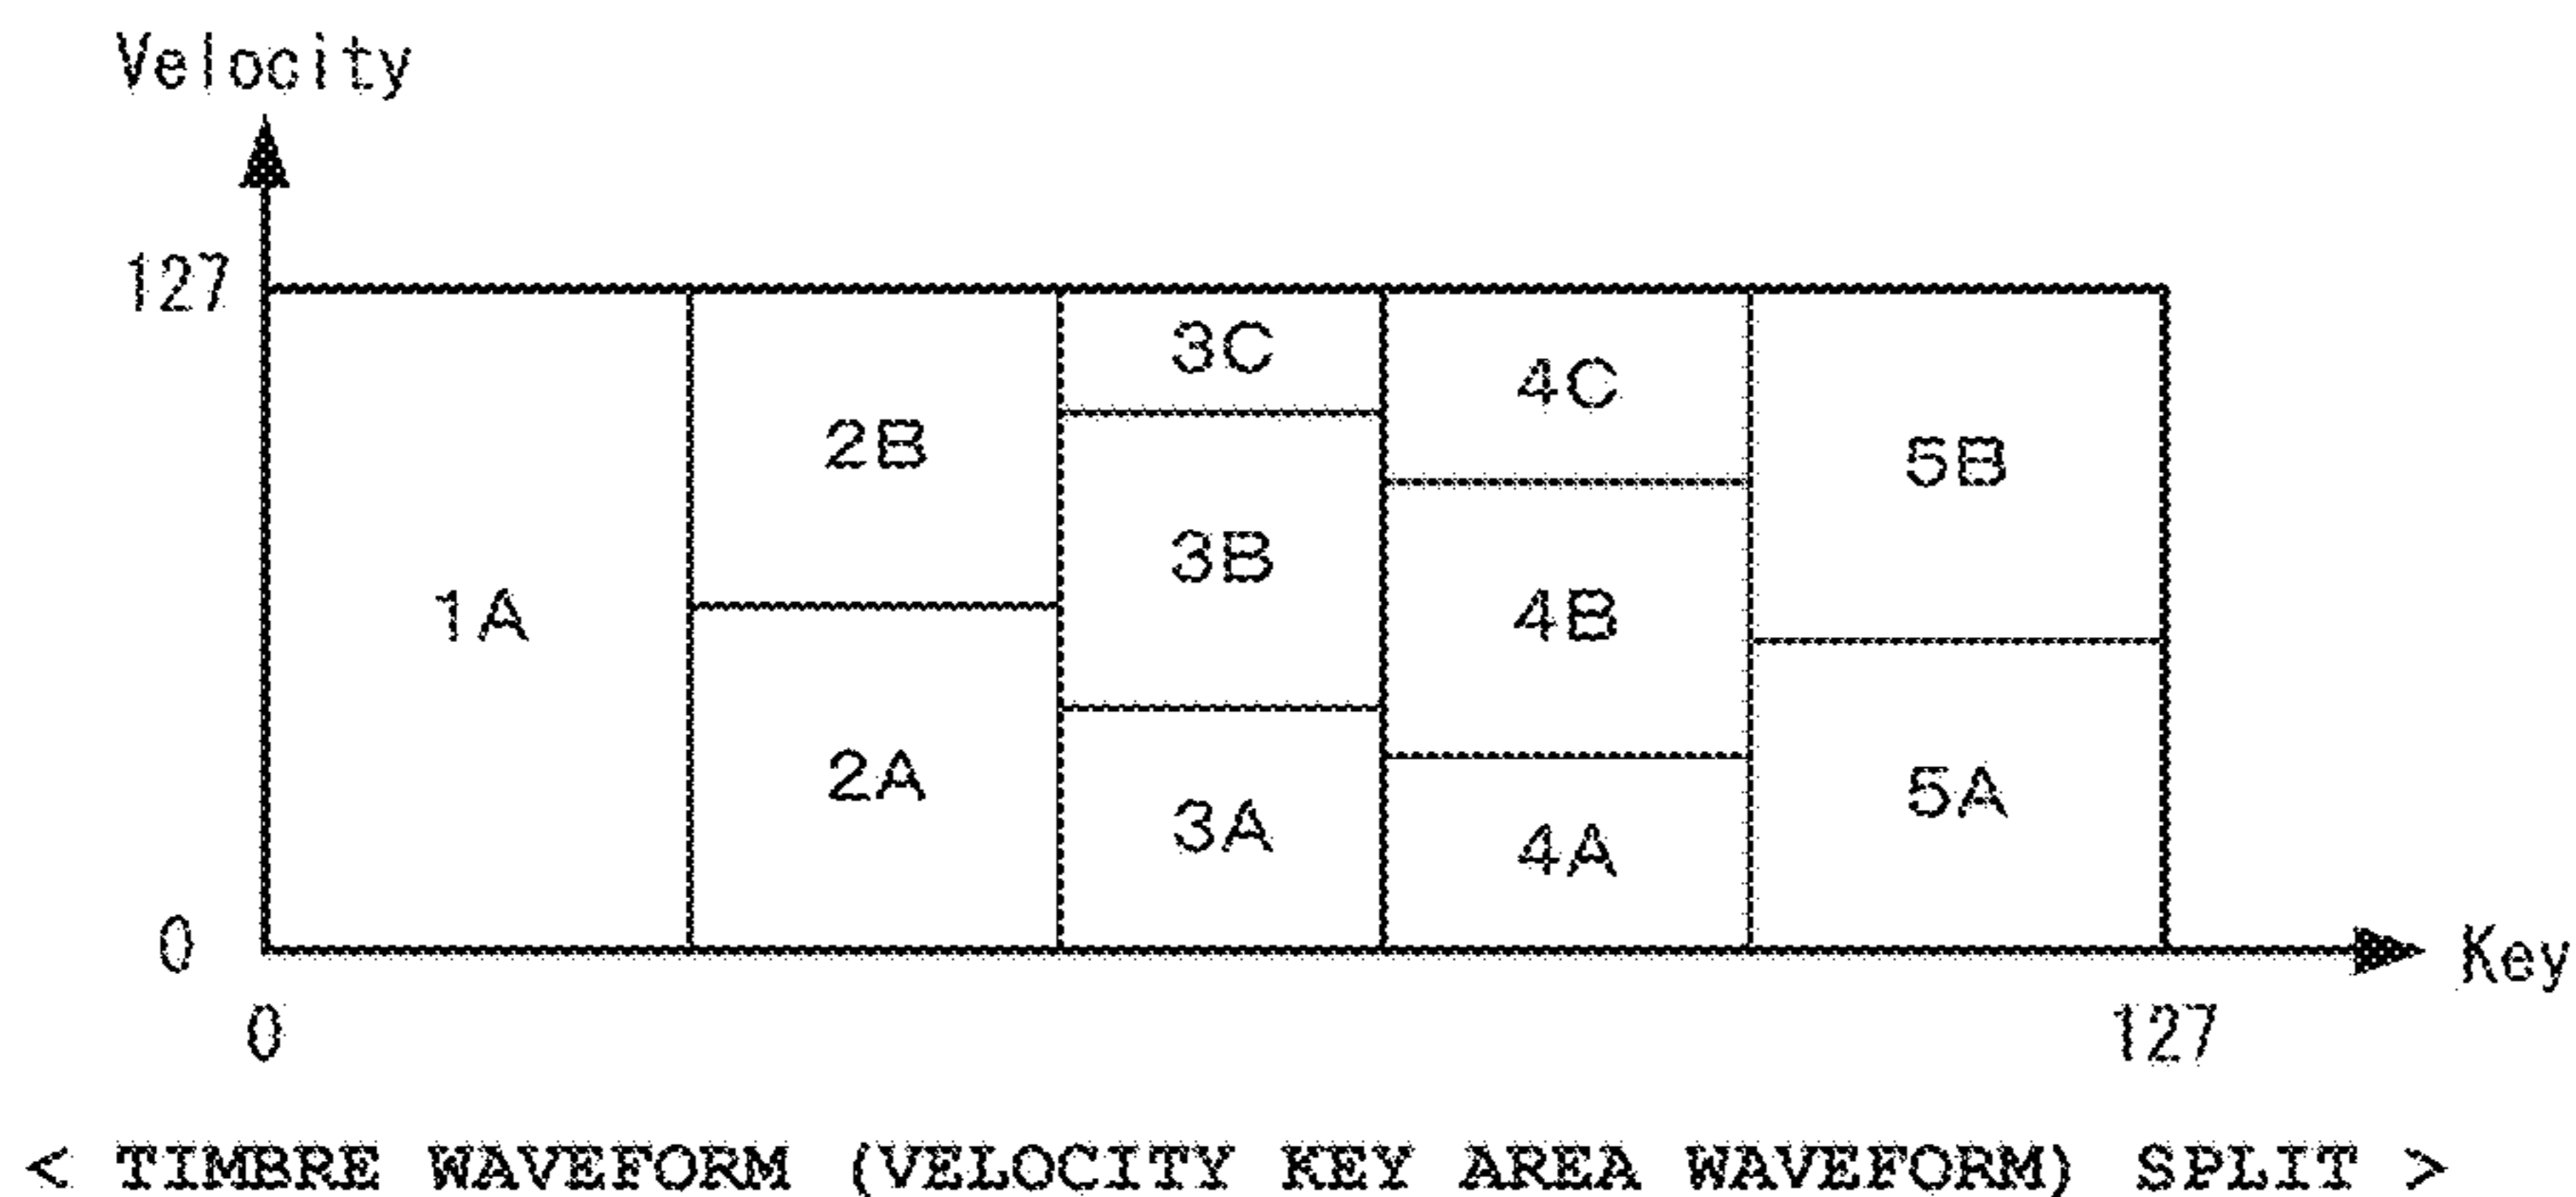 Velocity
127
3C
4C
2B
5B
3B
1A
4B
2A
5A
3A
4A
0
Key
0
127
< TIMBRE WAVEFORM (VELOCITY KEY AREA WAVEFORM) SPLIT >